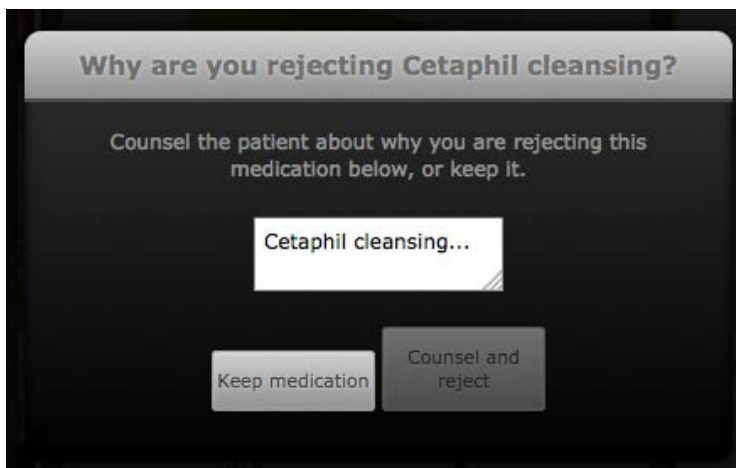 Why are you rejecting Cetaphil cleansing?
Counsel the patient about why you are rejecting this
medication below, or keep it.
Cetaphil cleansing...
Keep medication
Counsel and
reject